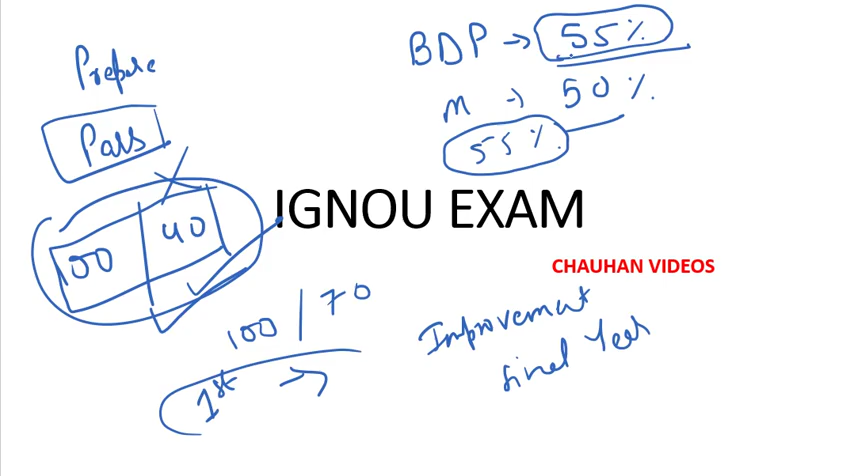 Prepare
Pass
100 40
BDP → 55%
M → 50%
55%
IGNOU EXAM
CHAUHAN VIDEOS
100 / 70
1st →
Improvement
final Year